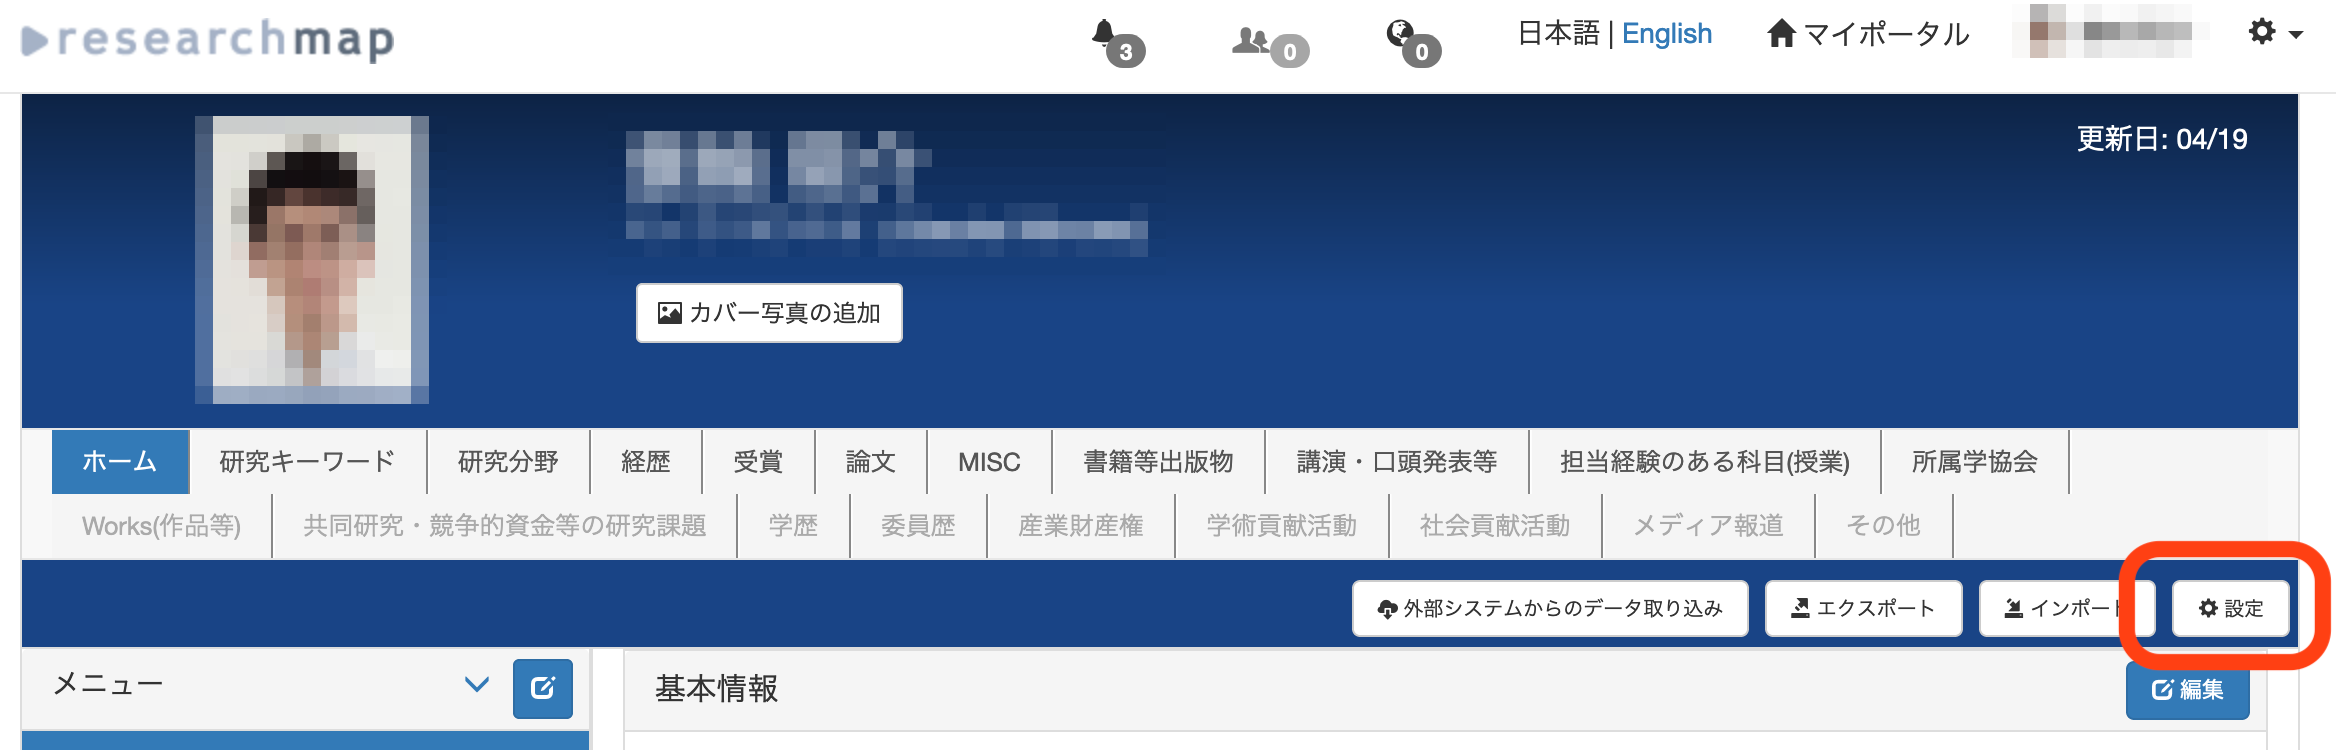 researchmap
3
0
0
日本語 | English
マイポータル
更新日: 04/19
カバー写真の追加
ホーム 研究キーワード 研究分野 経歴 受賞 論文 MISC 書籍等出版物 講演・口頭発表等 担当経験のある科目(授業) 所属学協会
Works(作品等) 共同研究・競争的資金等の研究課題 学歴 委員歴 産業財産権 学術貢献活動 社会貢献活動 メディア報道 その他
外部システムからのデータ取り込み エクスポート インポート 設定
メニュー
基本情報
編集